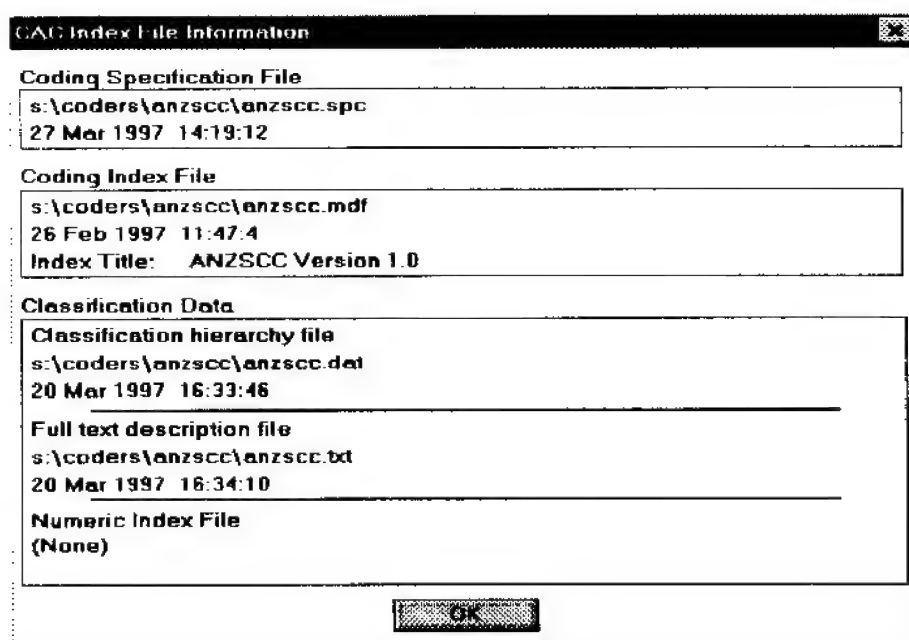 CAC Index File Information
Coding Specification File
s:\coders\anzscc\anzscc.spc
27 Mar 1997 14:19:12
Coding Index File
s:\coders\anzscc\anzscc.mdf
26 Feb 1997 11:47:4
Index Title: ANZSCC Version 1.0
Classification Data
Classification hierarchy file
s:\coders\anzscc\anzscc.dat
20 Mar 1997 16:33:46
Full text description file
s:\coders\anzscc\anzscc.txt
20 Mar 1997 16:34:10
Numeric Index File
(None)
OK